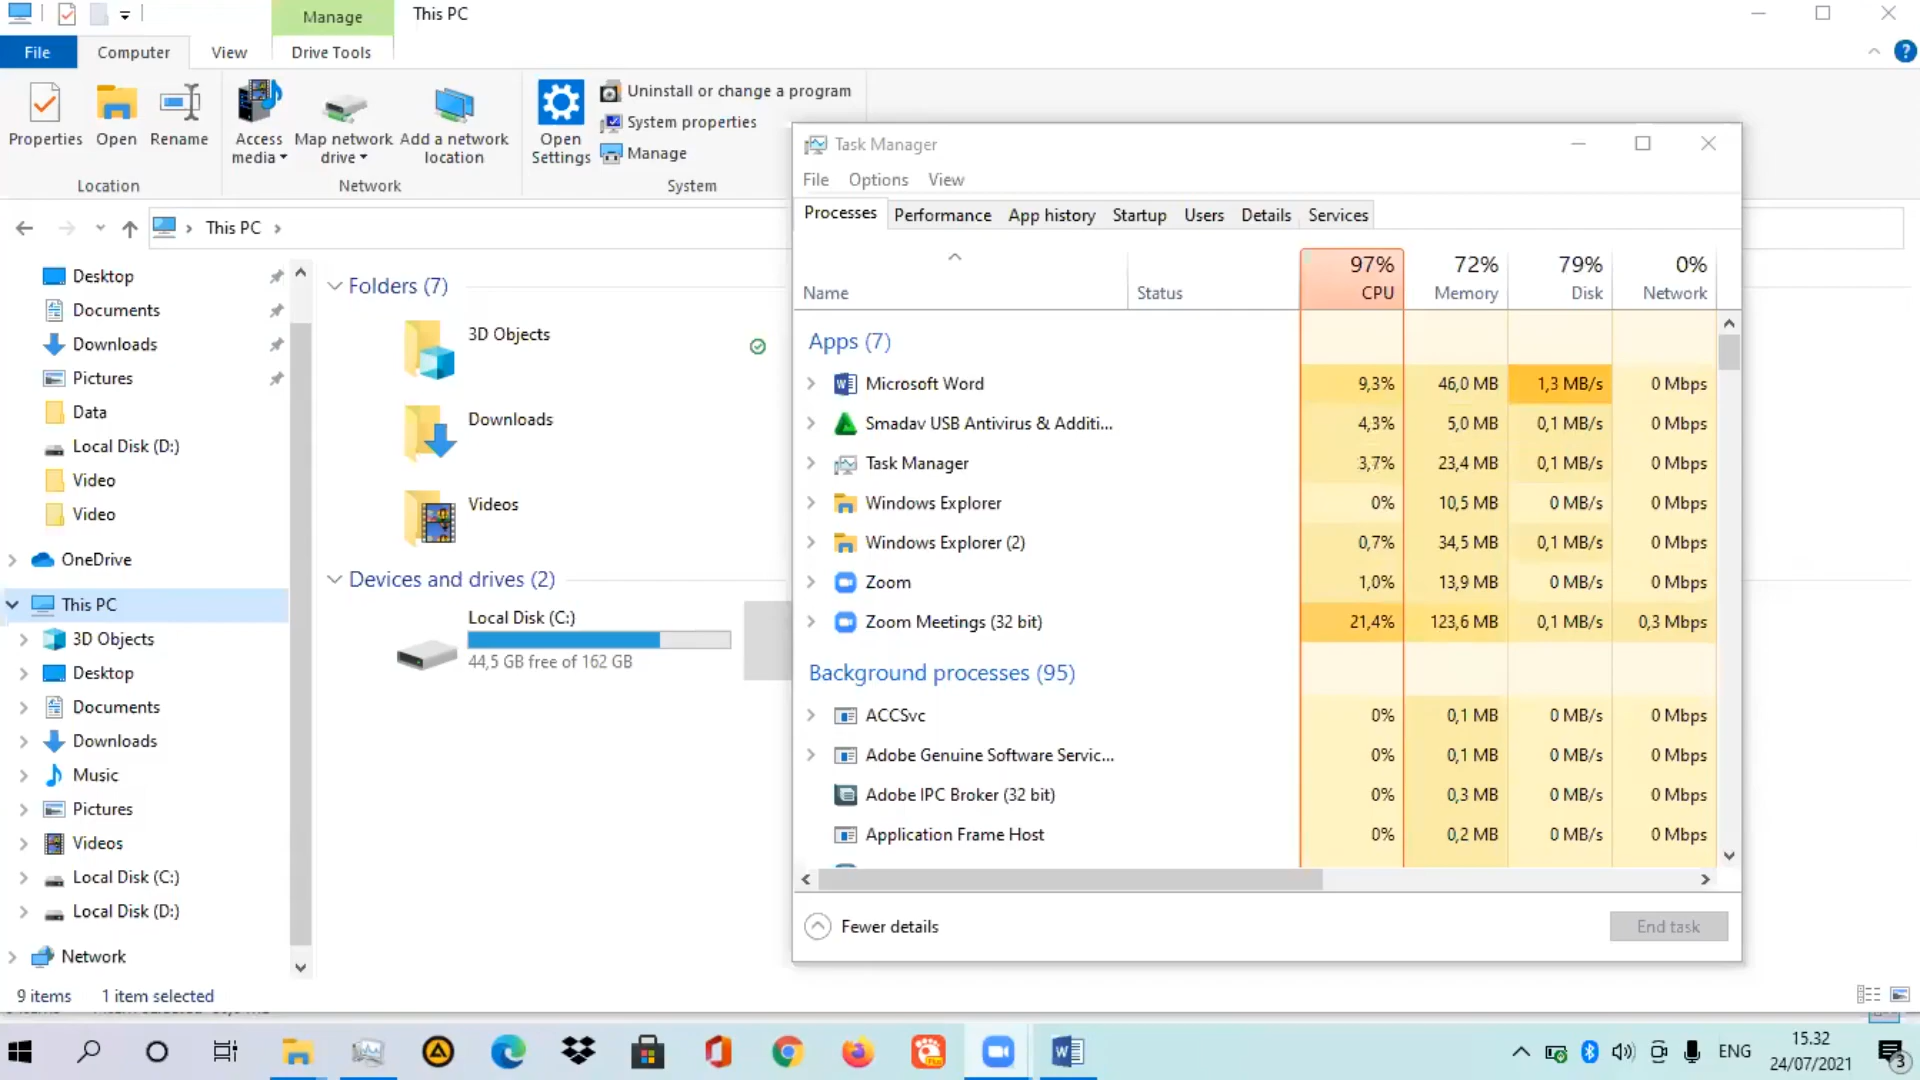 Manage
This PC
File
Computer
View
Drive Tools
Properties
Open
Rename
Access media
Map network drive
Add a network location
Open Settings
Uninstall or change a program
System properties
Manage
Location
Network
System
This PC
Desktop
Documents
Downloads
Pictures
Data
Local Disk (D:)
Video
Video
OneDrive
This PC
3D Objects
Desktop
Documents
Downloads
Music
Pictures
Videos
Local Disk (C:)
Local Disk (D:)
Network
Folders (7)
3D Objects
Downloads
Videos
Devices and drives (2)
Local Disk (C:)
44,5 GB free of 162 GB
9 items 1 item selected
Task Manager
File Options View
Processes Performance App history Startup Users Details Services
97% 72% 79% 0%
Name Status CPU Memory Disk Network
Apps (7)
Microsoft Word 9,3% 46,0 MB 1,3 MB/s 0 Mbps
Smadav USB Antivirus & Additi... 4,3% 5,0 MB 0,1 MB/s 0 Mbps
Task Manager 3,7% 23,4 MB 0,1 MB/s 0 Mbps
Windows Explorer 0% 10,5 MB 0 MB/s 0 Mbps
Windows Explorer (2) 0,7% 34,5 MB 0,1 MB/s 0 Mbps
Zoom 1,0% 13,9 MB 0 MB/s 0 Mbps
Zoom Meetings (32 bit) 21,4% 123,6 MB 0,1 MB/s 0,3 Mbps
Background processes (95)
ACCSvc 0% 0,1 MB 0 MB/s 0 Mbps
Adobe Genuine Software Servic... 0% 0,1 MB 0 MB/s 0 Mbps
Adobe IPC Broker (32 bit) 0% 0,3 MB 0 MB/s 0 Mbps
Application Frame Host 0% 0,2 MB 0 MB/s 0 Mbps
Fewer details
End task
ENG
15.32
24/07/2021
3